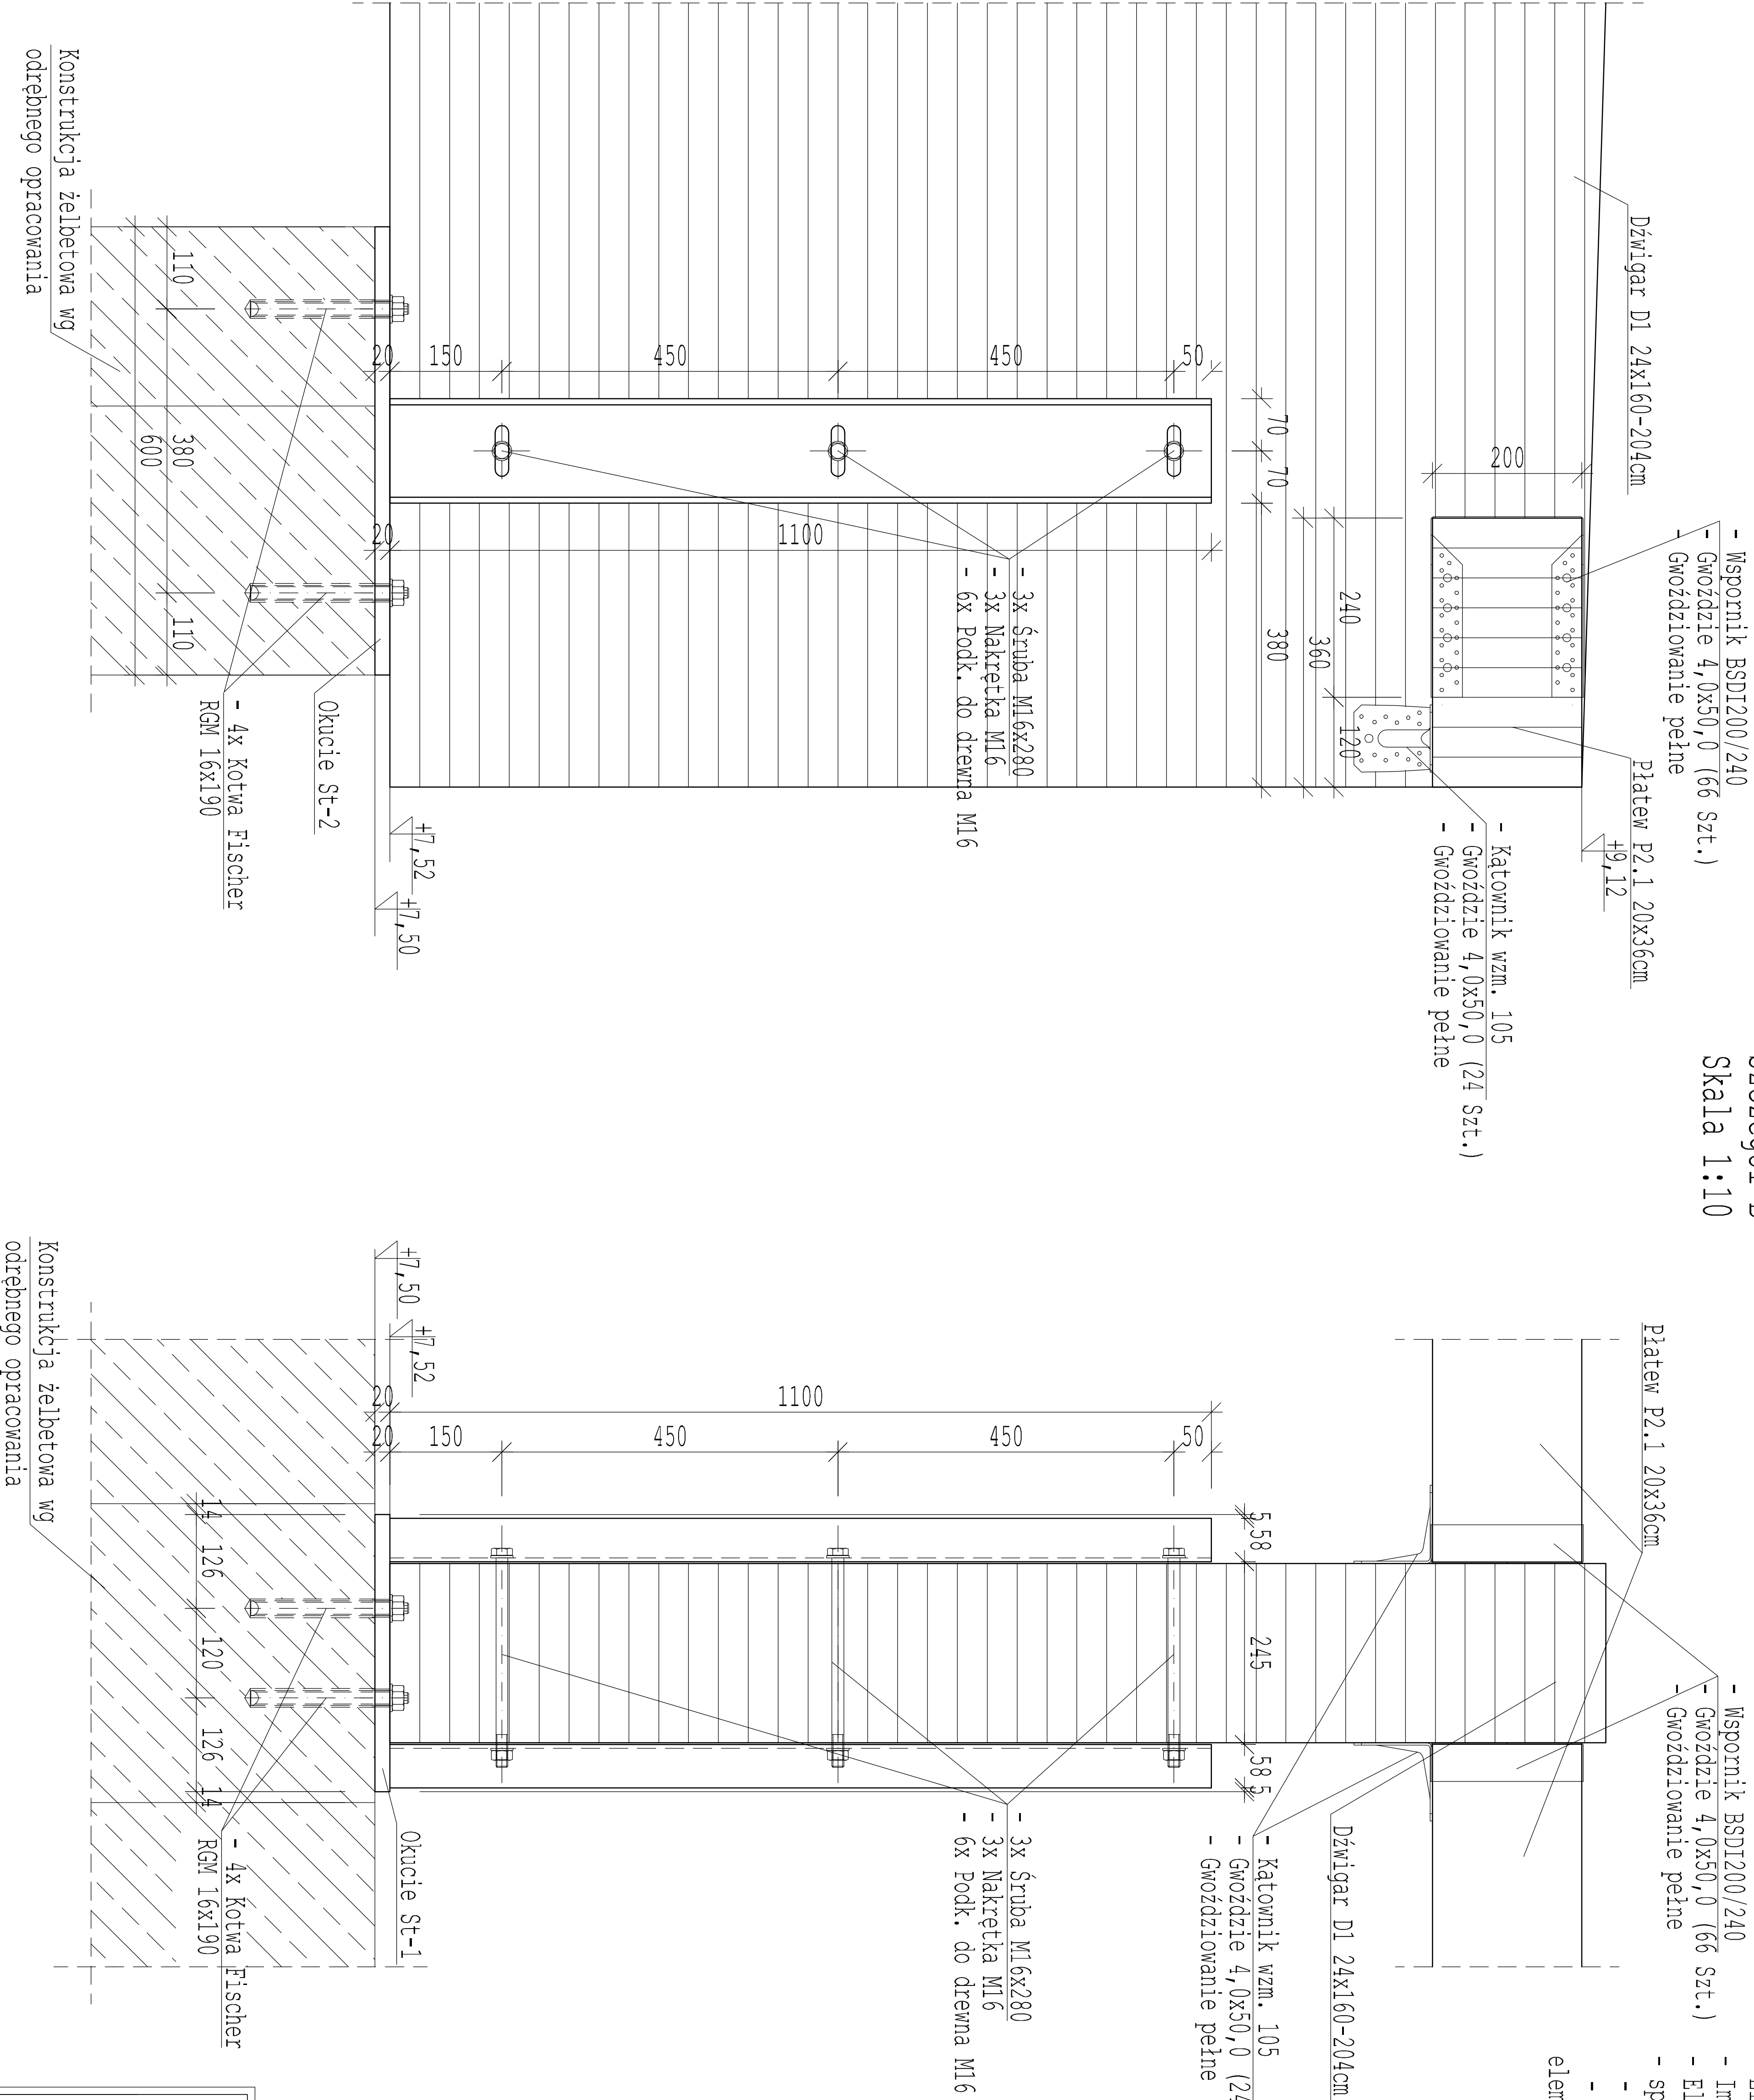 Skala 1:10
- Wspornik BSDI200/240
- Gwoździe 4,0x50,0 (66 Szt.)
- Gwoździowanie pełne
Dźwigar D1 24x160-204cm
Płatew P2.1 20x36cm
+9,12
200
- Kątownik wzm. 105
- Gwoździe 4,0x50,0 (24 Szt.)
- Gwoździowanie pełne
240
120
360
70
70
380
50
450
450
150
20
1100
20
- 3x Śruba M16x280
- 3x Nakrętka M16
- 6x Podk. do drewna M16
+7,52
+7,50
Okucie St-2
- 4x Kotwa Fischer
RGM 16x190
110
380
110
600
Konstrukcja żelbetowa wg
odrębnego opracowania
- Wspornik BSDI200/240
- Gwoździe 4,0x50,0 (66 Szt.)
- Gwoździowanie pełne
Płatew P2.1 20x36cm
Dźwigar D1 24x160-204cm
- Kątownik wzm. 105
- Gwoździe 4,0x50,0 (24
- Gwoździowanie pełne
5
58
245
58
5
50
450
450
150
20
1100
20
- 3x Śruba M16x280
- 3x Nakrętka M16
- 6x Podk. do drewna M16
+7,52
+7,50
Okucie St-1
- 4x Kotwa Fischer
RGM 16x190
14
126
120
126
14
Konstrukcja żelbetowa wg
odrębnego opracowania